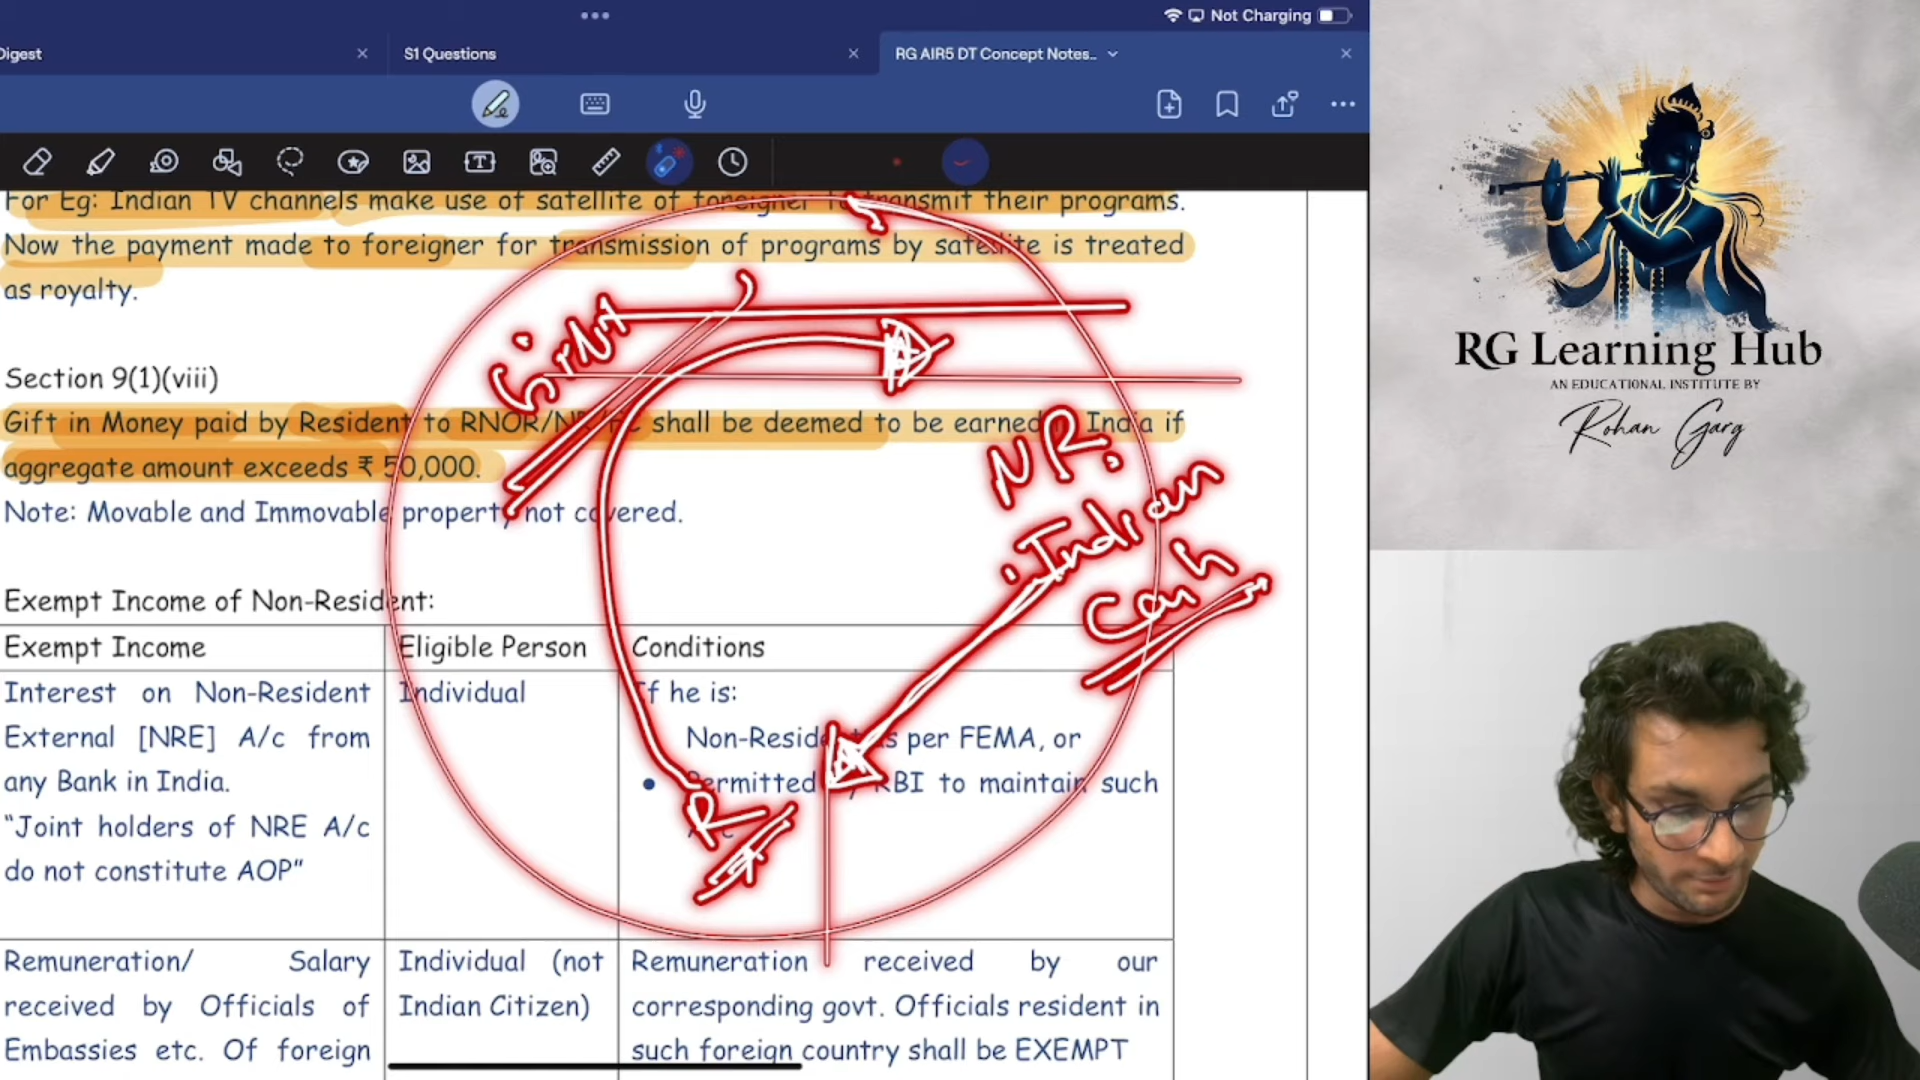 Not Charging
Digest
S1 Questions
RG AIR5 DT Concept Notes..
For Eg: Indian TV channels make use of satellite of foreigner to transmit their programs.
Now the payment made to foreigner for transmission of programs by satellite is treated
as royalty.
Section 9(1)(viii)
Gift in Money paid by Resident to RNOR/NR/FC shall be deemed to be earned in India if
aggregate amount exceeds ₹ 50,000.
Note: Movable and Immovable property not covered.
NR.
Indian
Cash
R
Exempt Income of Non-Resident:
Exempt Income Eligible Person Conditions
Interest on Non-Resident
External [NRE] A/c from
any Bank in India.
"Joint holders of NRE A/c
do not constitute AOP"
Individual
If he is:
Non-Resident as per FEMA, or
• Permitted by RBI to maintain such
A/c
Remuneration/ Salary
received by Officials of
Embassies etc. Of foreign
Individual (not
Indian Citizen)
Remuneration received by our
corresponding govt. Officials resident in
such foreign country shall be EXEMPT
RG Learning Hub
AN EDUCATIONAL INSTITUTE BY
Rohan Garg